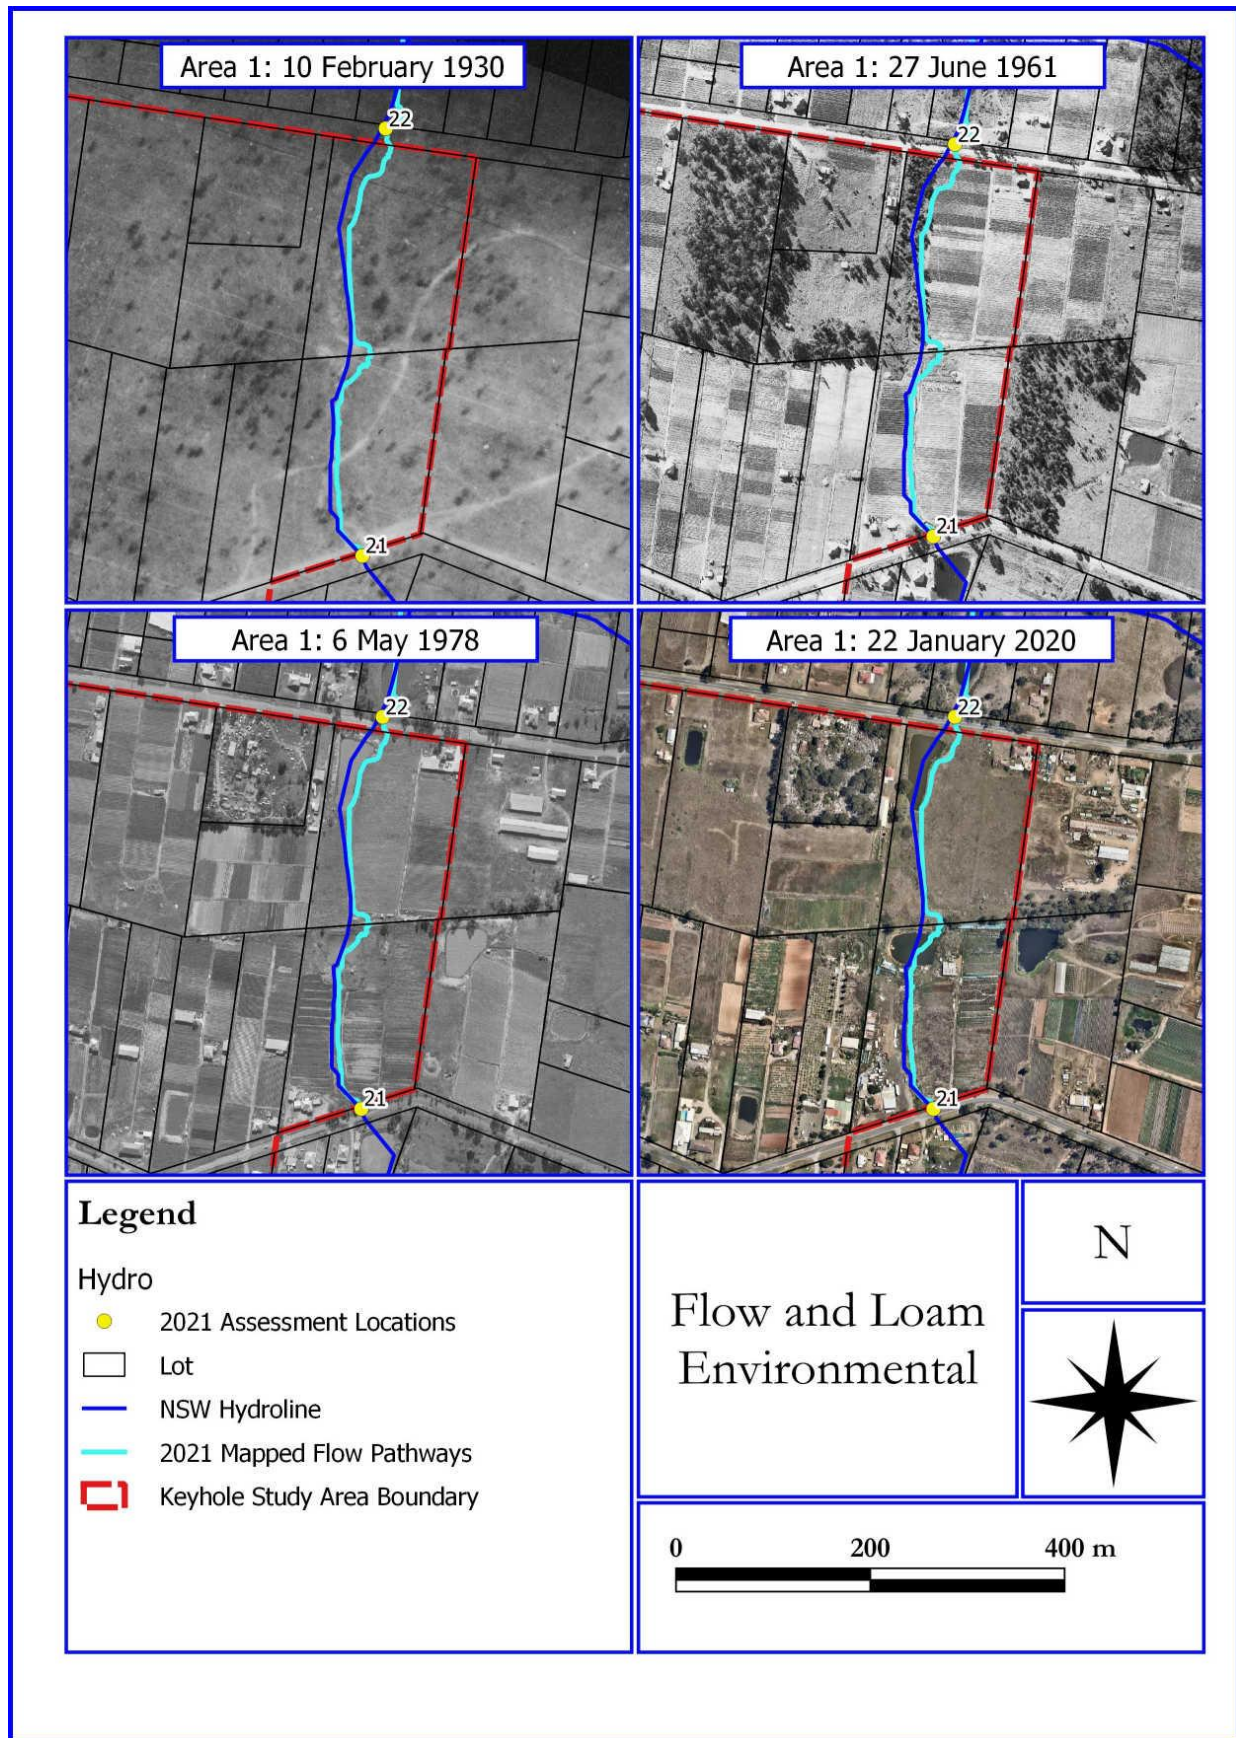 Area 1: 10 February 1930
22
21
Area 1: 27 June 1961
22
21
Area 1: 6 May 1978
22
21
Area 1: 22 January 2020
22
21
Legend
Hydro
2021 Assessment Locations
Lot
NSW Hydroline
2021 Mapped Flow Pathways
Keyhole Study Area Boundary
Flow and Loam
Environmental
N
0 200 400 m